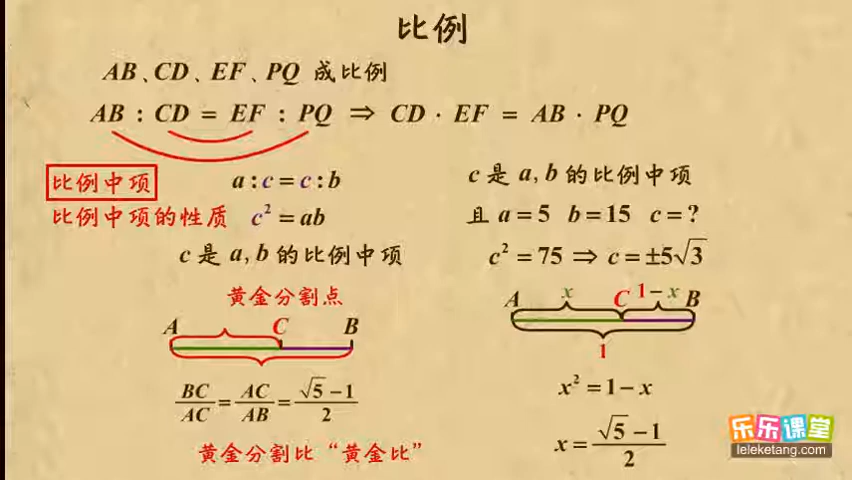 比例
AB、CD、EF、PQ 成比例
AB : CD = EF : PQ ⇒ CD · EF = AB · PQ
比例中项 a : c = c : b
比例中项的性质 c² = ab
c 是 a, b 的比例中项
黄金分割点
A C B
BC/AC = AC/AB = (√5 − 1)/2
黄金分割比“黄金比”
c 是 a, b 的比例中项
且 a = 5 b = 15 c = ?
c² = 75 ⇒ c = ±5√3
A x C 1 − x B
1
x² = 1 − x
x = (√5 − 1)/2
乐乐课堂
leleketang.com